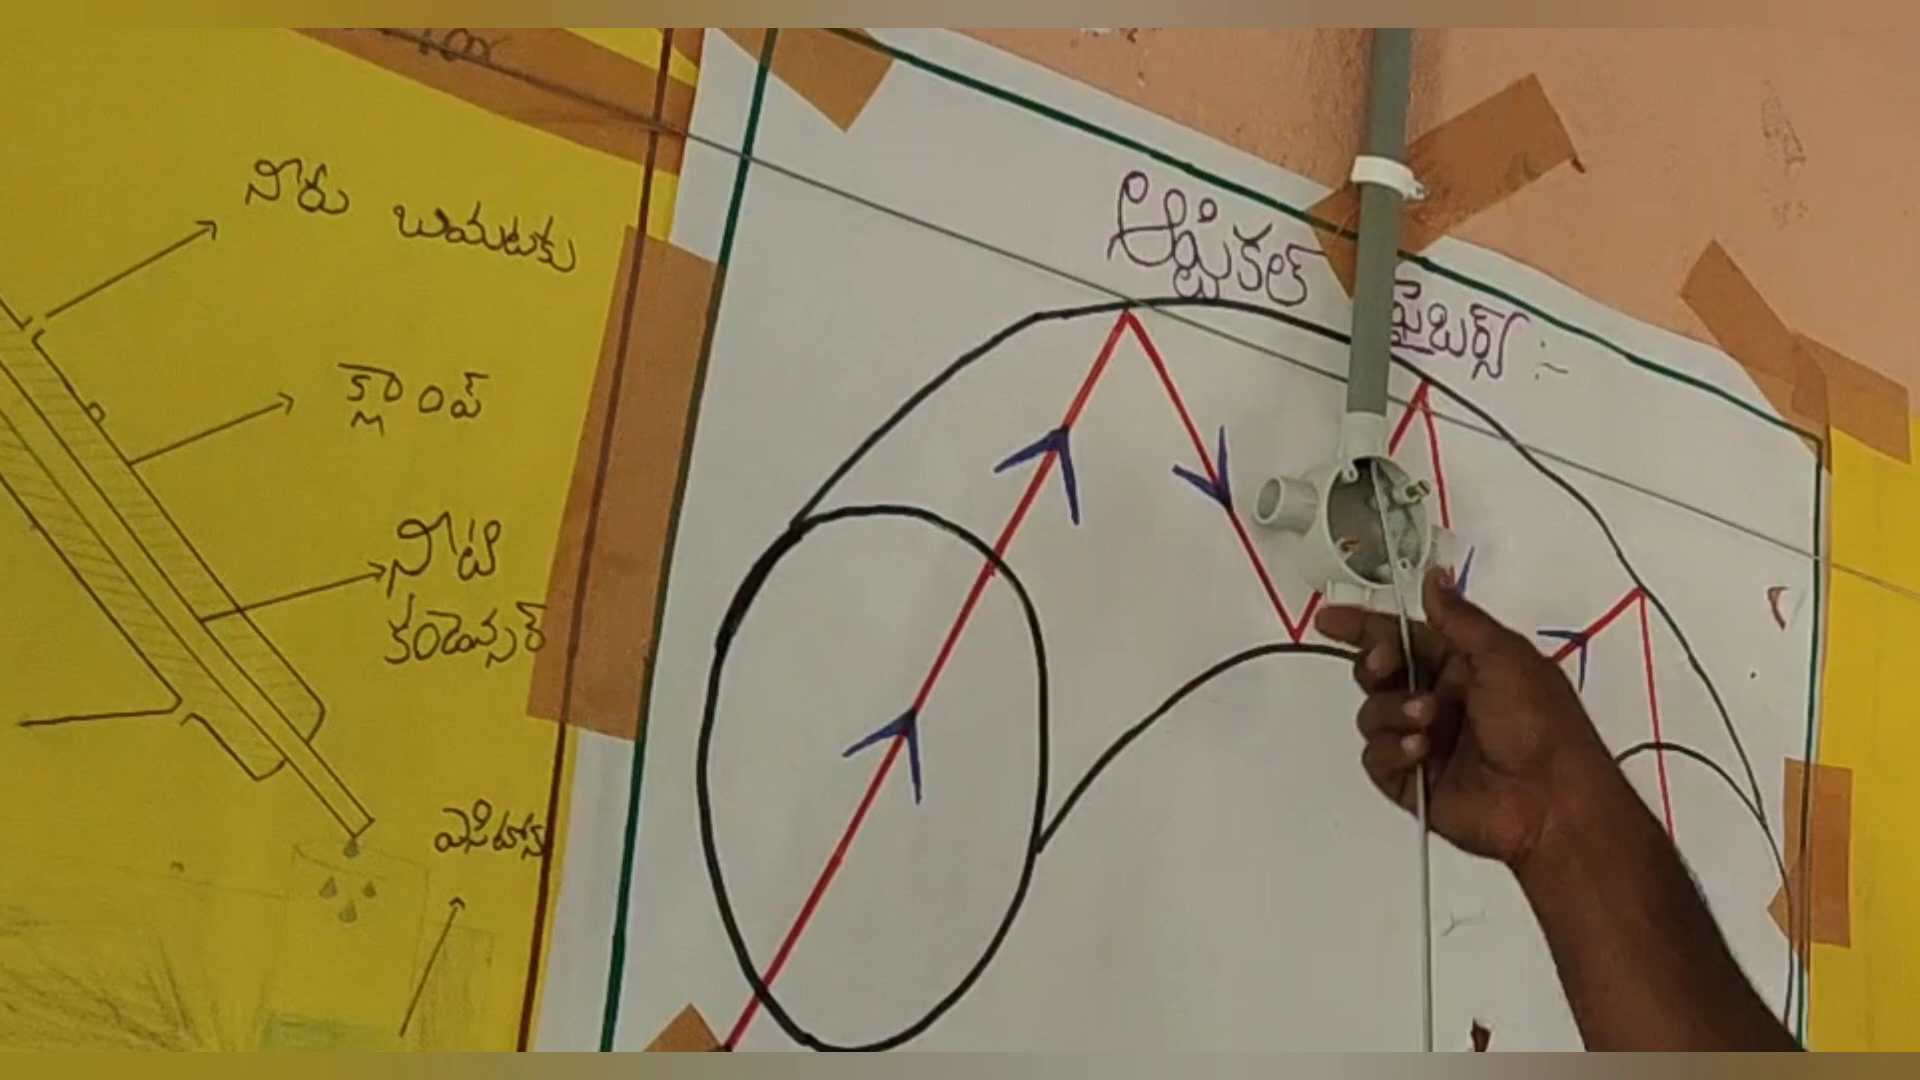 నీరు బయటకు
క్లాంప్
నీటి
కండెన్సర్
ఆప్టికల్ ఫైబర్స్ :-